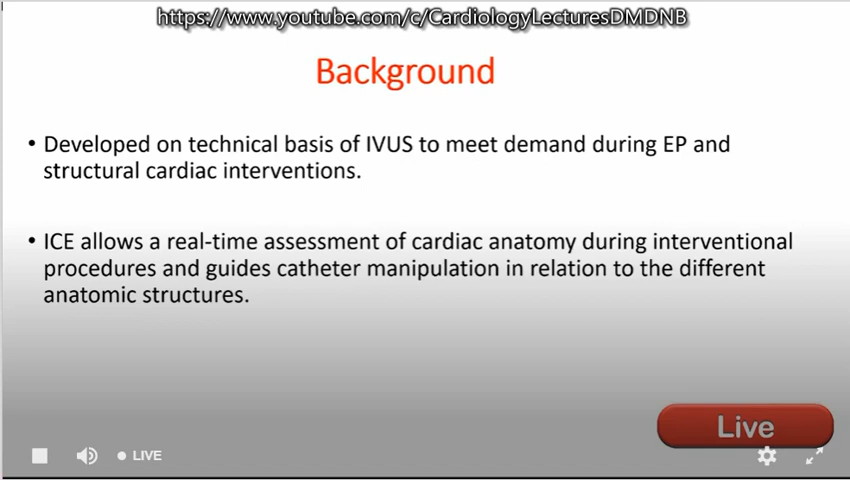 https://www.youtube.com/c/CardiologyLecturesDMDNB
Background
• Developed on technical basis of IVUS to meet demand during EP and
structural cardiac interventions.
• ICE allows a real-time assessment of cardiac anatomy during interventional
procedures and guides catheter manipulation in relation to the different
anatomic structures.
Live
LIVE